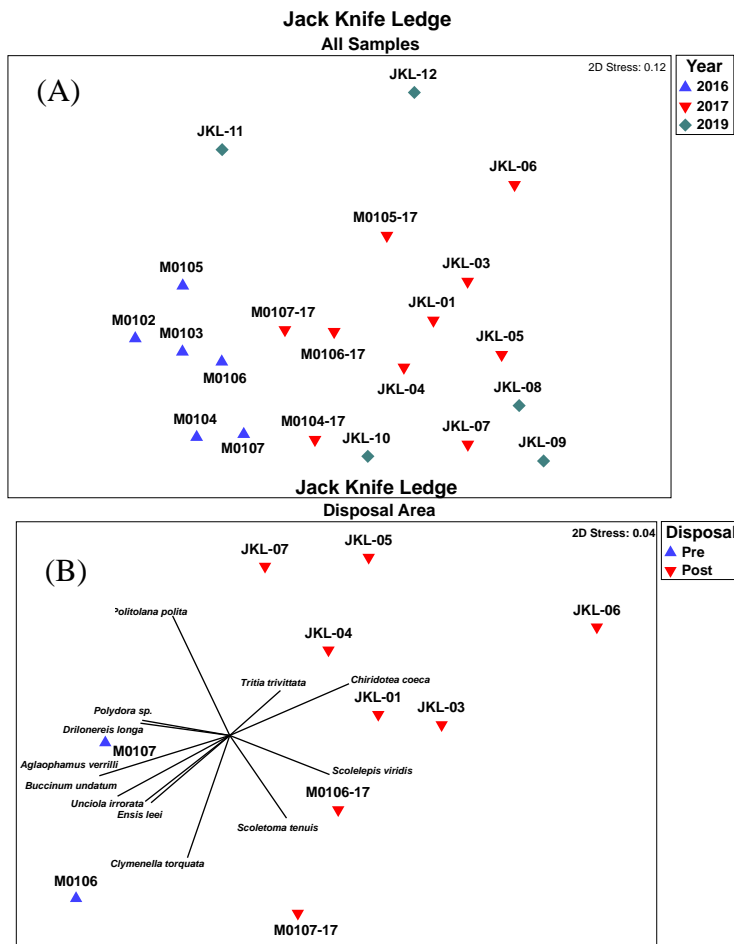 Jack Knife Ledge
All Samples
2D Stress: 0.12
Year
2016
2017
2019
(A)
JKL-12
JKL-11
JKL-06
M0105-17
M0105
JKL-03
M0102
M0103
M0107-17
JKL-01
M0106
M0106-17
JKL-05
JKL-04
JKL-08
M0104
M0107
M0104-17
JKL-10
JKL-07
JKL-09
Jack Knife Ledge
Disposal Area
2D Stress: 0.04
Disposal
Pre
Post
(B)
JKL-07
JKL-05
JKL-06
Politolana polita
JKL-04
Tritia trivittata
Chiridotea coeca
JKL-01
JKL-03
Polydora sp.
Drilonereis longa
M0107
Aglaophamus verrilli
Buccinum undatum
Unciola irrorata
Ensis leei
Scolelepis viridis
M0106-17
Scoletoma tenuis
Clymenella torquata
M0106
M0107-17